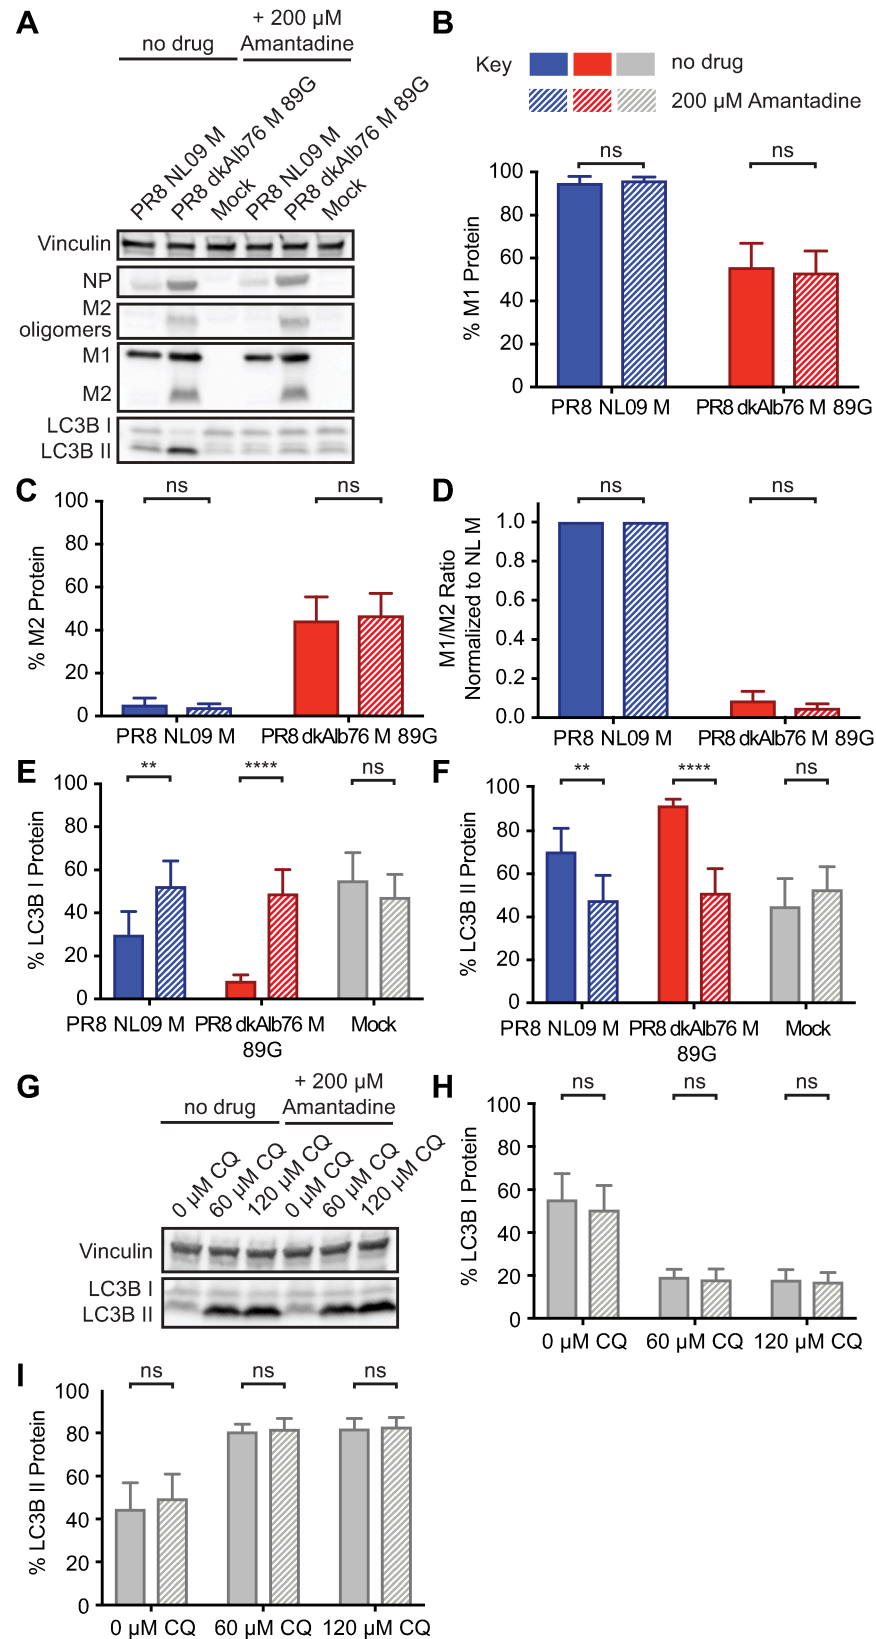 A
no drug
+ 200 µM
Amantadine
PR8 NL09 M
PR8 dkAlb76 M 89G
Mock
PR8 NL09 M
PR8 dkAlb76 M 89G
Mock
Vinculin
NP
M2
oligomers
M1
M2
LC3B I
LC3B II
B
Key
no drug
200 µM Amantadine
ns
ns
% M1 Protein
100
80
60
40
20
0
PR8 NL09 M
PR8 dkAlb76 M 89G
C
ns
ns
% M2 Protein
100
80
60
40
20
0
PR8 NL09 M
PR8 dkAlb76 M 89G
D
ns
ns
M1/M2 Ratio
Normalized to NL M
1.0
0.8
0.6
0.4
0.2
0.0
PR8 NL09 M
PR8 dkAlb76 M 89G
E
**
****
ns
% LC3B I Protein
100
80
60
40
20
0
PR8 NL09 M
PR8 dkAlb76 M
89G
Mock
F
**
****
ns
% LC3B II Protein
100
80
60
40
20
0
PR8 NL09 M
PR8 dkAlb76 M
89G
Mock
G
no drug
+ 200 µM
Amantadine
0 µM CQ
60 µM CQ
120 µM CQ
0 µM CQ
60 µM CQ
120 µM CQ
Vinculin
LC3B I
LC3B II
H
ns
ns
ns
% LC3B I Protein
100
80
60
40
20
0
0 µM CQ
60 µM CQ
120 µM CQ
I
ns
ns
ns
% LC3B II Protein
100
80
60
40
20
0
0 µM CQ
60 µM CQ
120 µM CQ